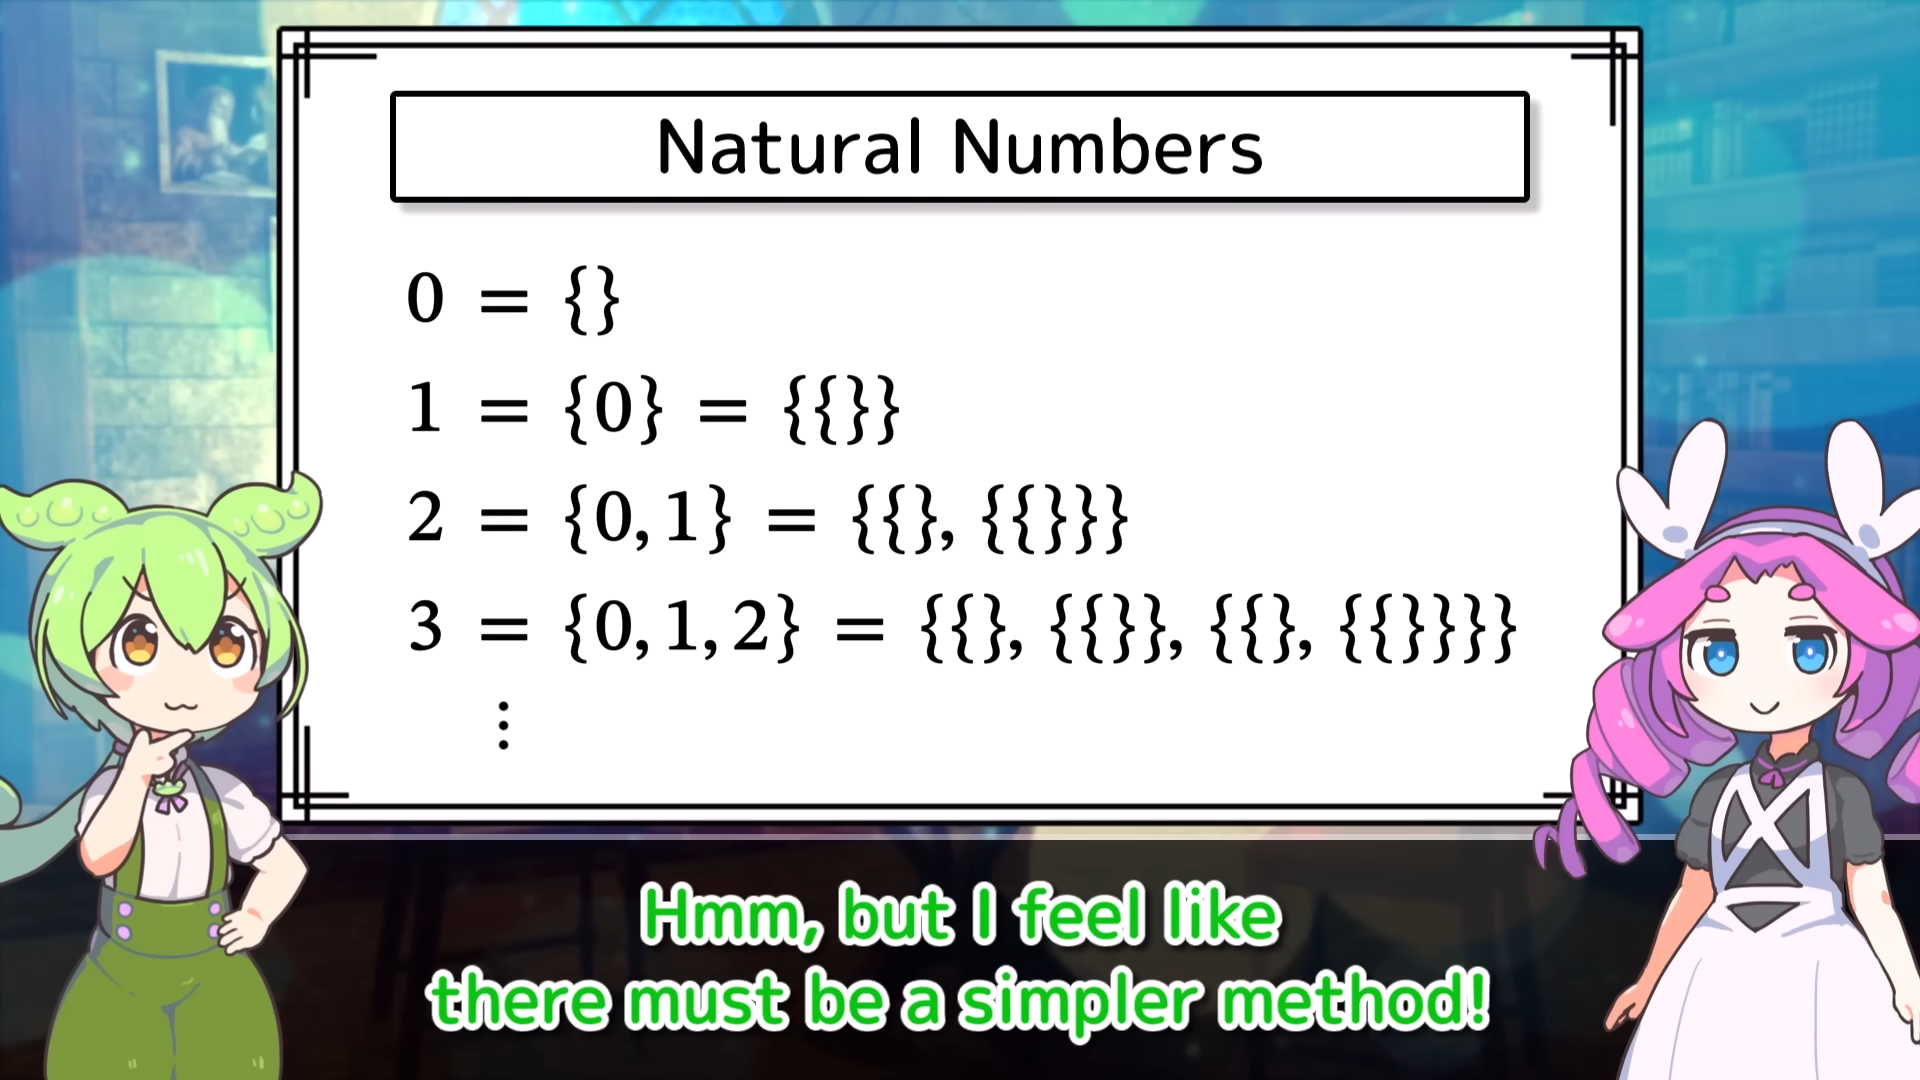 Natural Numbers
0 = {}
1 = {0} = {{}}
2 = {0, 1} = {{}, {{}}}
3 = {0, 1, 2} = {{}, {{}}, {{}, {{}}}}
⋮
Hmm, but I feel like
there must be a simpler method!